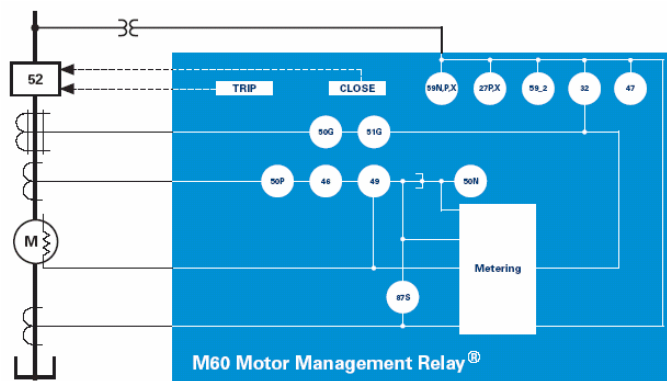 52
TRIP
CLOSE
59N,P,X
27P,X
59_2
32
47
50G
51G
50P
46
49
50N
M
Metering
87S
M60 Motor Management Relay®